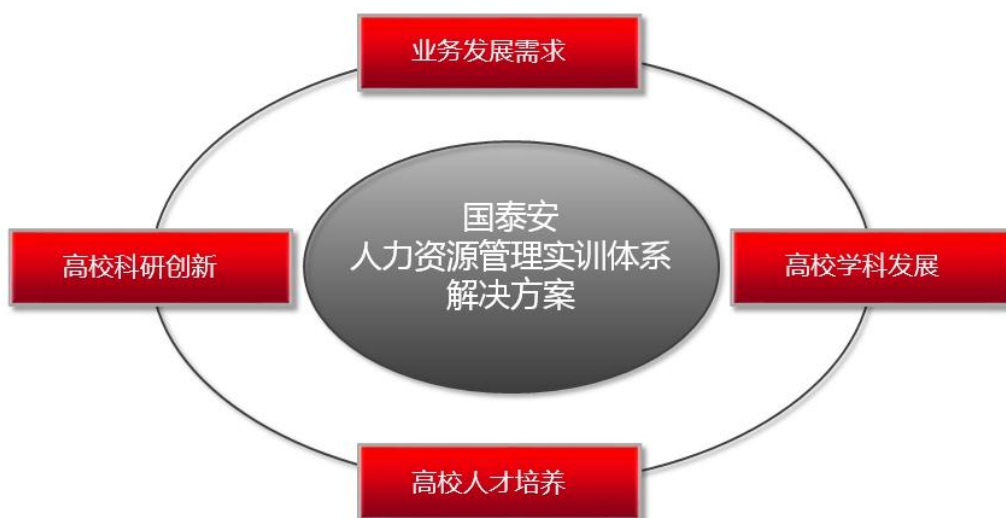 业务发展需求
国泰安
人力资源管理实训体系
解决方案
高校科研创新
高校学科发展
高校人才培养